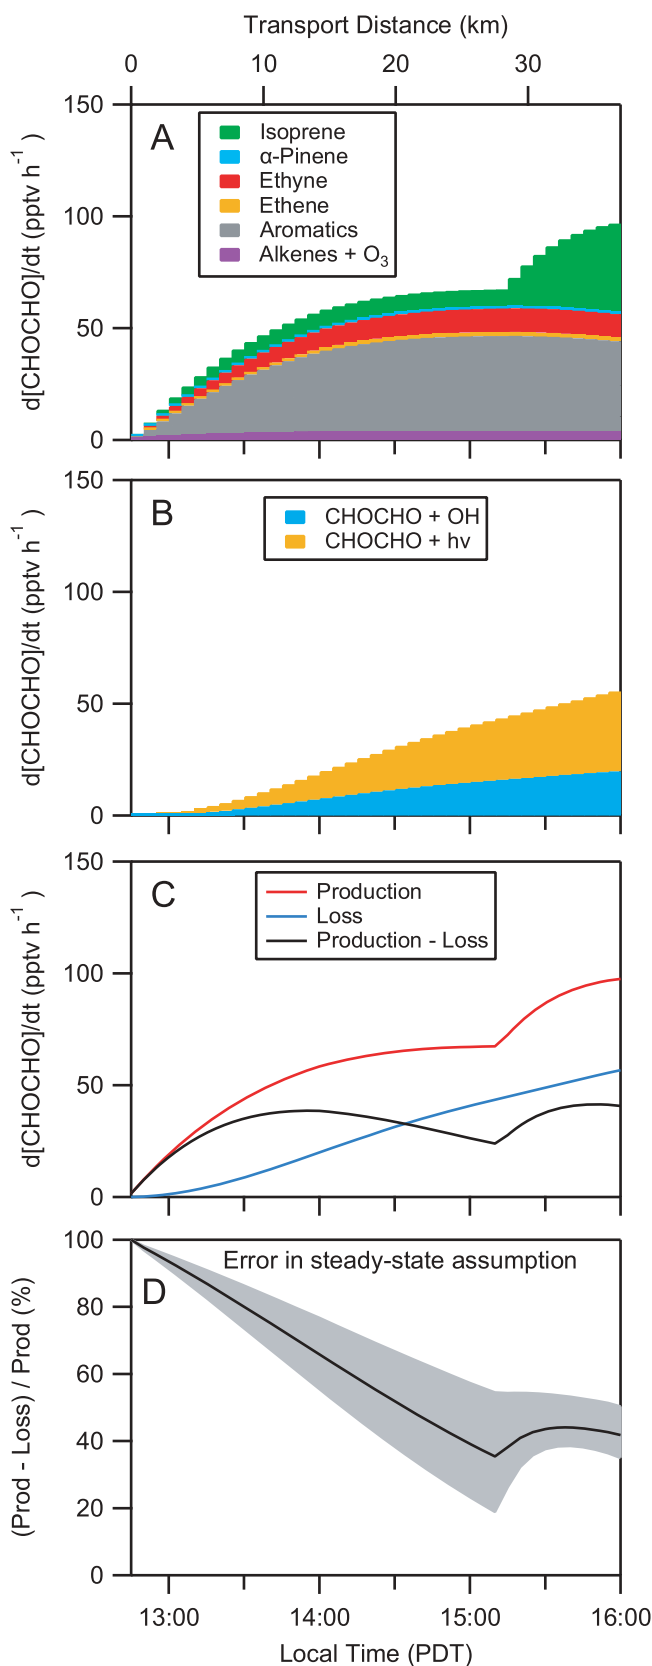 Transport Distance (km)
0 10 20 30
150
100
50
0
d[CHOCHO]/dt (pptv h⁻¹ )
A
Isoprene
α-Pinene
Ethyne
Ethene
Aromatics
Alkenes + O₃
150
100
50
0
d[CHOCHO]/dt (pptv h⁻¹ )
B
CHOCHO + OH
CHOCHO + hν
150
100
50
0
d[CHOCHO]/dt (pptv h⁻¹ )
C
Production
Loss
Production - Loss
100
80
60
40
20
0
(Prod - Loss) / Prod (%)
Error in steady-state assumption
D
13:00 14:00 15:00 16:00
Local Time (PDT)